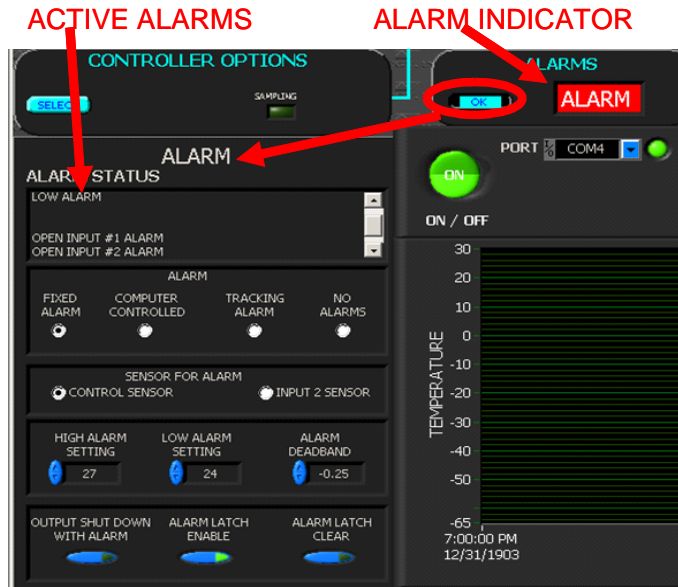 ACTIVE ALARMS
ALARM INDICATOR
CONTROLLER OPTIONS
SELECT
SAMPLING
ALARMS
OK
ALARM
PORT
COM4
ON
ON / OFF
ALARM
ALARM STATUS
LOW ALARM
OPEN INPUT #1 ALARM
OPEN INPUT #2 ALARM
ALARM
FIXED ALARM
COMPUTER CONTROLLED
TRACKING ALARM
NO ALARMS
SENSOR FOR ALARM
CONTROL SENSOR
INPUT 2 SENSOR
HIGH ALARM SETTING
LOW ALARM SETTING
ALARM DEADBAND
27
24
-0.25
OUTPUT SHUT DOWN WITH ALARM
ALARM LATCH ENABLE
ALARM LATCH CLEAR
TEMPERATURE
30
20
10
0
-10
-20
-30
-40
-50
-65
7:00:00 PM
12/31/1903